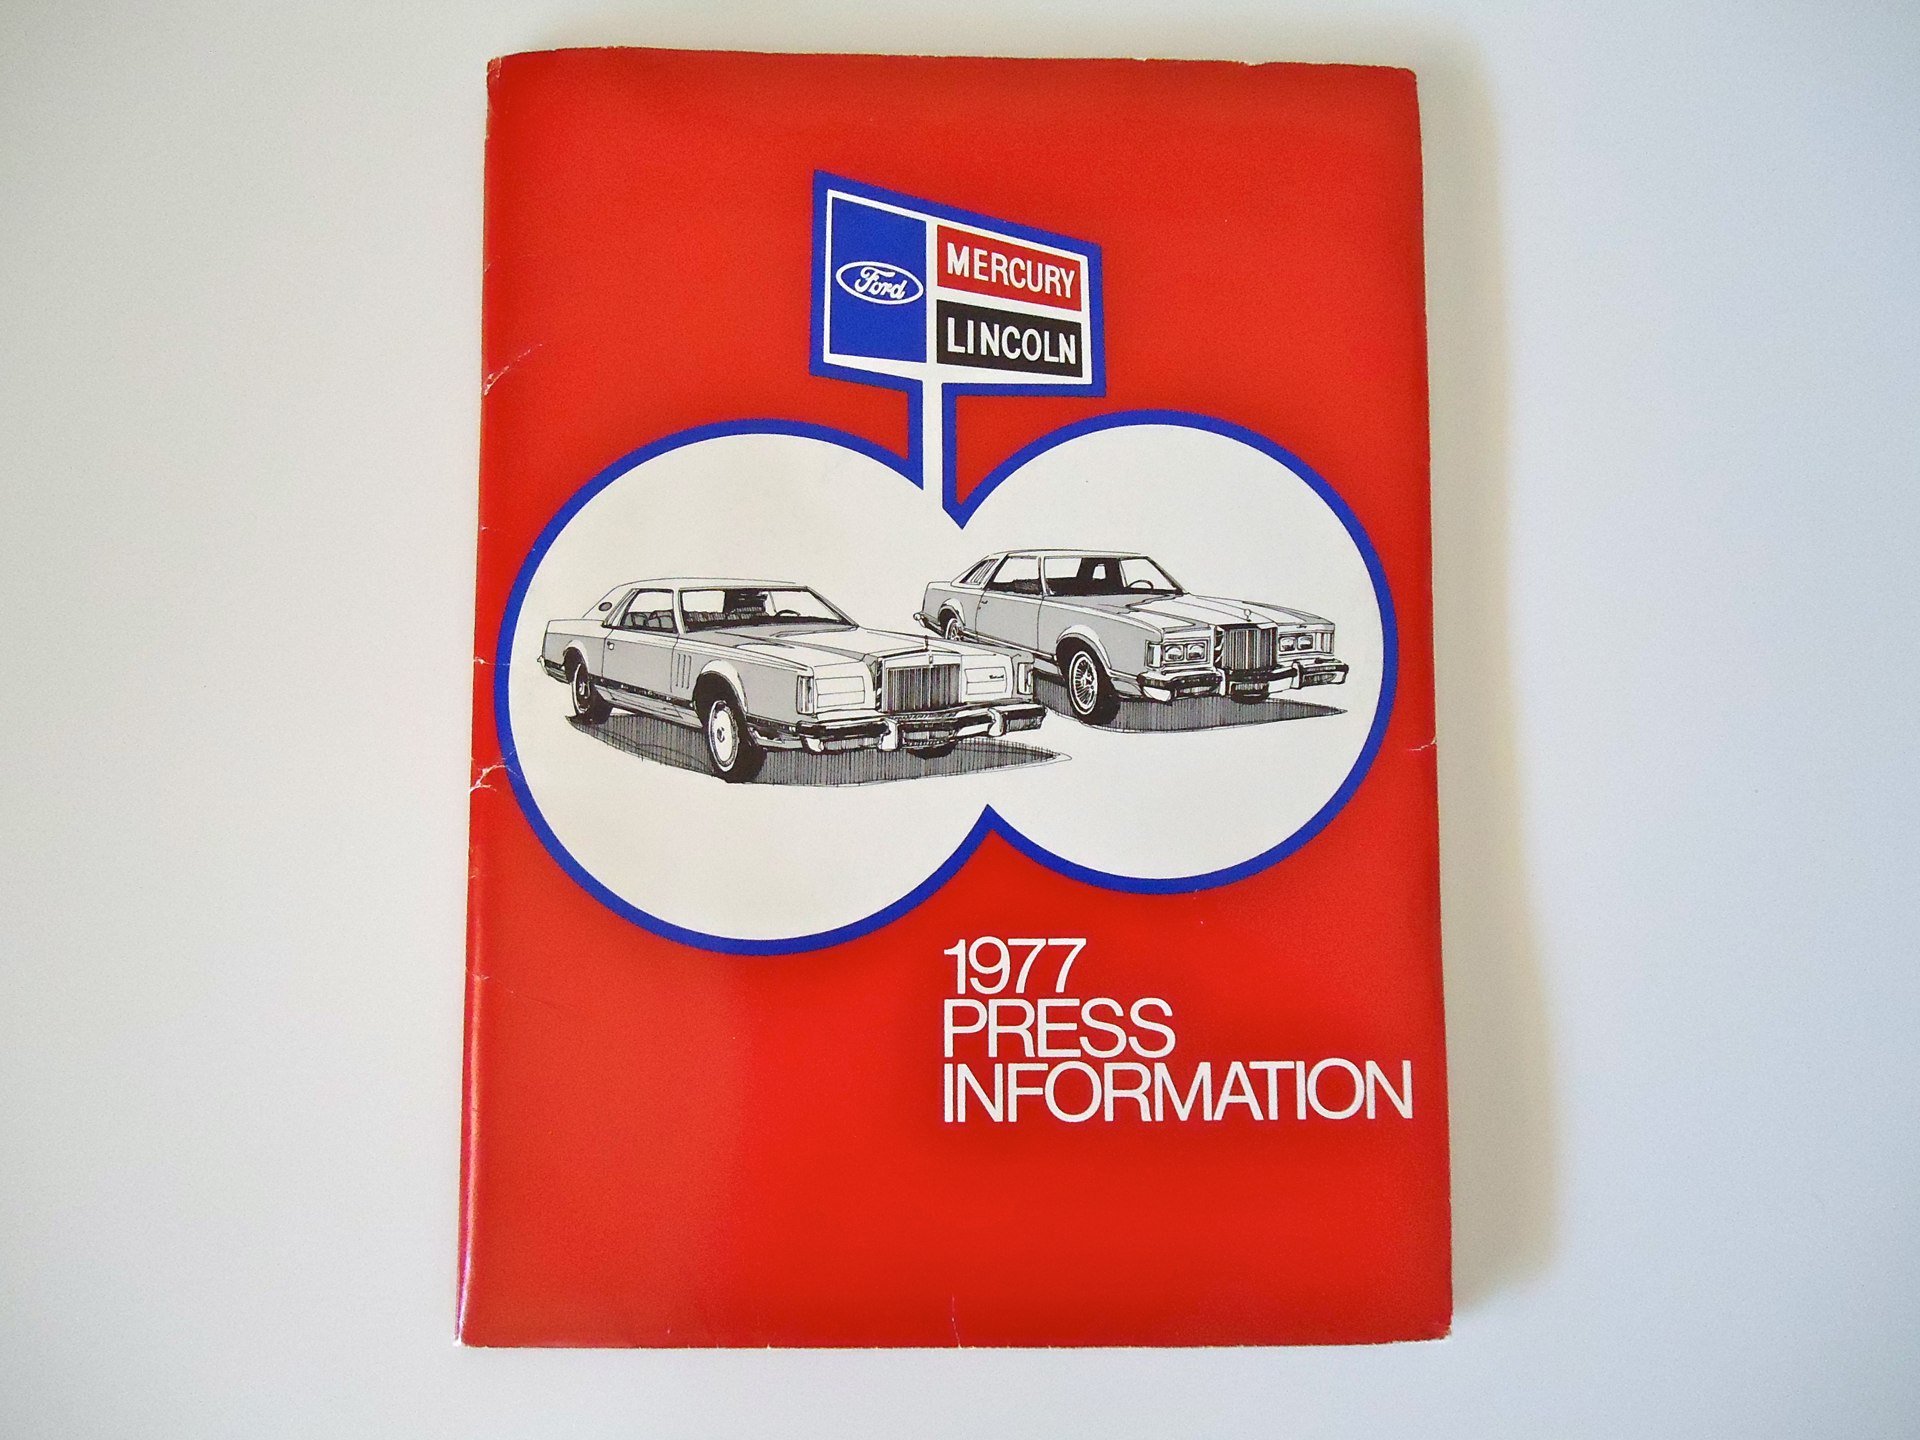 Ford
MERCURY
LINCOLN
1977
PRESS
INFORMATION